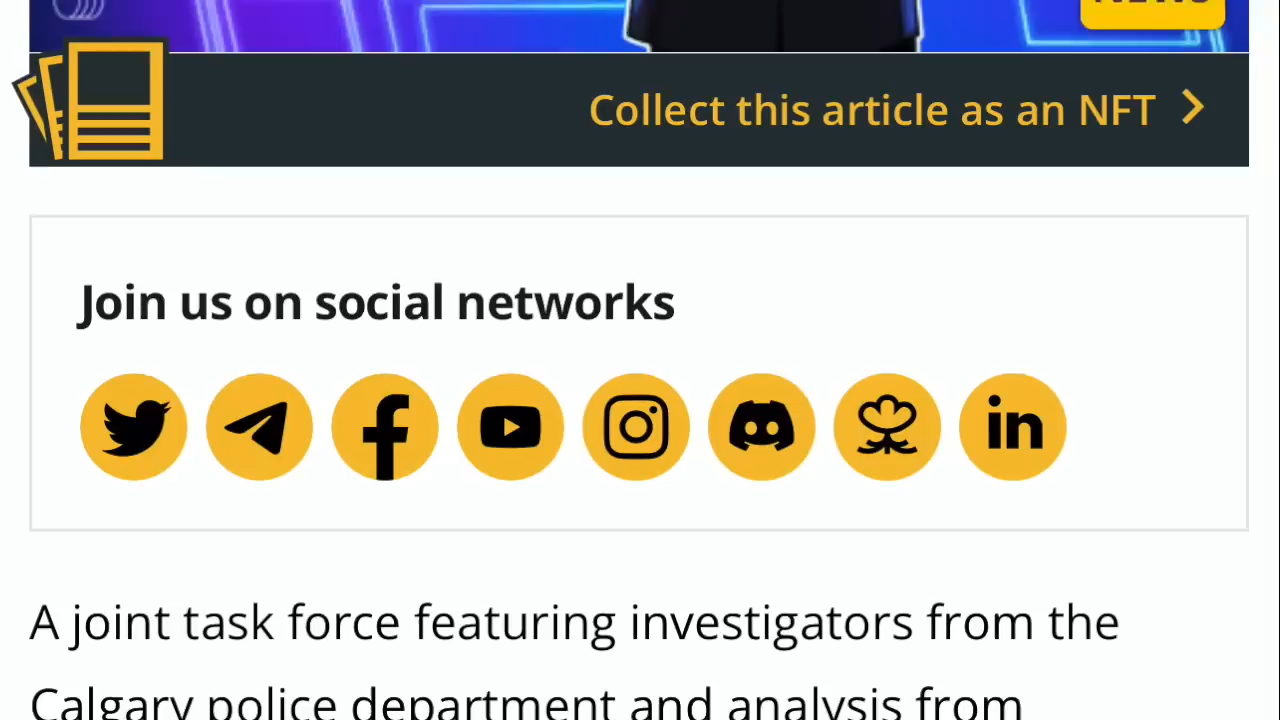 NEWS
Collect this article as an NFT
Join us on social networks
A joint task force featuring investigators from the
Calgary police department and analysis from